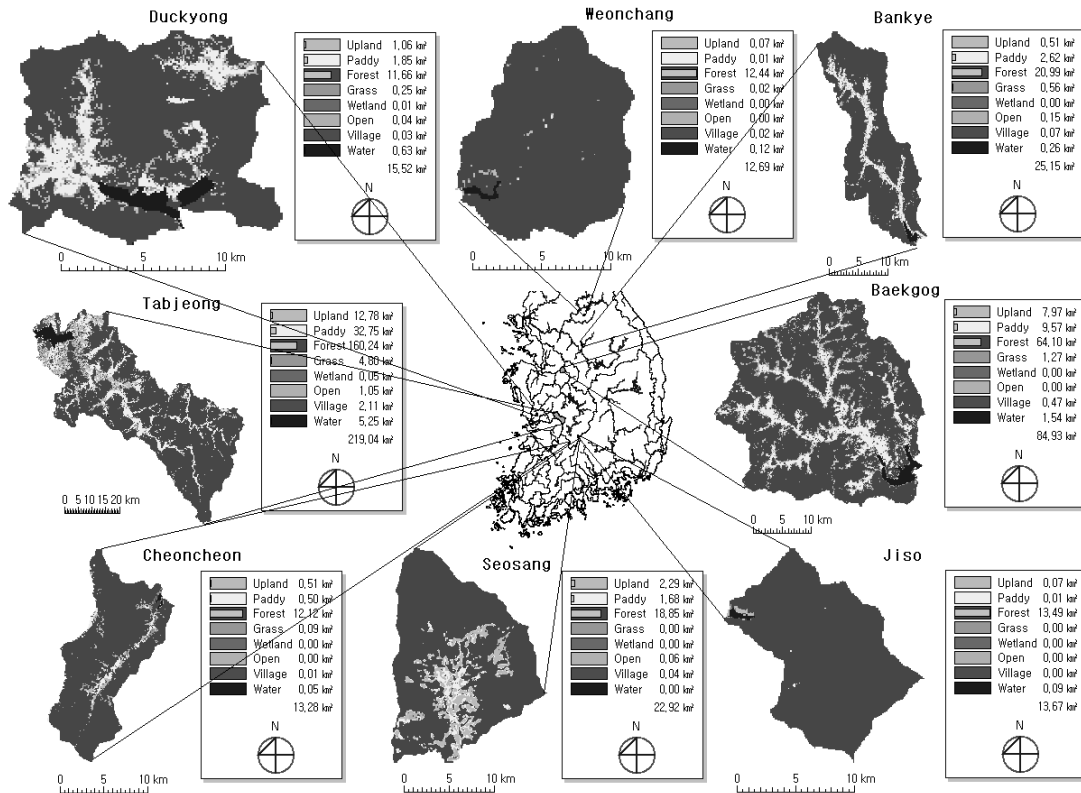 Duckyong
Upland 1,06 km²
Paddy 1,85 km²
Forest 11,66 km²
Grass 0,25 km²
Wetland 0,01 km²
Open 0,04 km²
Village 0,03 km²
Water 0,63 km²
15,52 km²
N
0 5 10 km
Weonchang
Upland 0,07 km²
Paddy 0,01 km²
Forest 12,44 km²
Grass 0,02 km²
Wetland 0,00 km²
Open 0,00 km²
Village 0,02 km²
Water 0,12 km²
12,69 km²
N
0 5 10 km
Bankye
Upland 0,51 km²
Paddy 2,62 km²
Forest 20,99 km²
Grass 0,56 km²
Wetland 0,00 km²
Open 0,15 km²
Village 0,07 km²
Water 0,26 km²
25,15 km²
N
0 10 km
Tabjeong
Upland 12,78 km²
Paddy 32,75 km²
Forest 160,24 km²
Grass 4,80 km²
Wetland 0,05 km²
Open 1,05 km²
Village 2,11 km²
Water 5,25 km²
219,04 km²
N
0 5 10 15 20 km
Baekgog
Upland 7,97 km²
Paddy 9,57 km²
Forest 64,10 km²
Grass 1,27 km²
Wetland 0,00 km²
Open 0,00 km²
Village 0,47 km²
Water 1,54 km²
84,93 km²
N
0 5 10 km
Cheoncheon
Upland 0,51 km²
Paddy 0,50 km²
Forest 12,12 km²
Grass 0,09 km²
Wetland 0,00 km²
Open 0,00 km²
Village 0,01 km²
Water 0,05 km²
13,28 km²
N
0 5 10 km
Seosang
Upland 2,29 km²
Paddy 1,68 km²
Forest 18,85 km²
Grass 0,00 km²
Wetland 0,00 km²
Open 0,06 km²
Village 0,04 km²
Water 0,00 km²
22,92 km²
N
0 5 10 km
Jiso
Upland 0,07 km²
Paddy 0,01 km²
Forest 13,49 km²
Grass 0,00 km²
Wetland 0,00 km²
Open 0,00 km²
Village 0,00 km²
Water 0,09 km²
13,67 km²
N
0 5 10 km